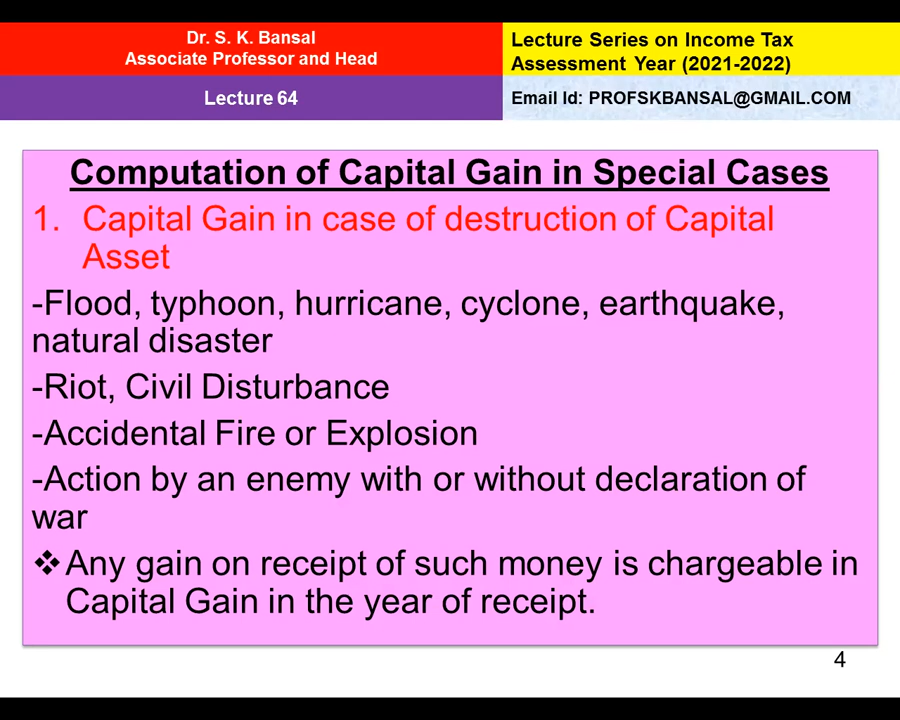 Dr. S. K. Bansal
Associate Professor and Head
Lecture Series on Income Tax
Assessment Year (2021-2022)
Lecture 64
Email Id: PROFSKBANSAL@GMAIL.COM
Computation of Capital Gain in Special Cases
1. Capital Gain in case of destruction of Capital
Asset
-Flood, typhoon, hurricane, cyclone, earthquake,
natural disaster
-Riot, Civil Disturbance
-Accidental Fire or Explosion
-Action by an enemy with or without declaration of
war
❖Any gain on receipt of such money is chargeable in
Capital Gain in the year of receipt.
4